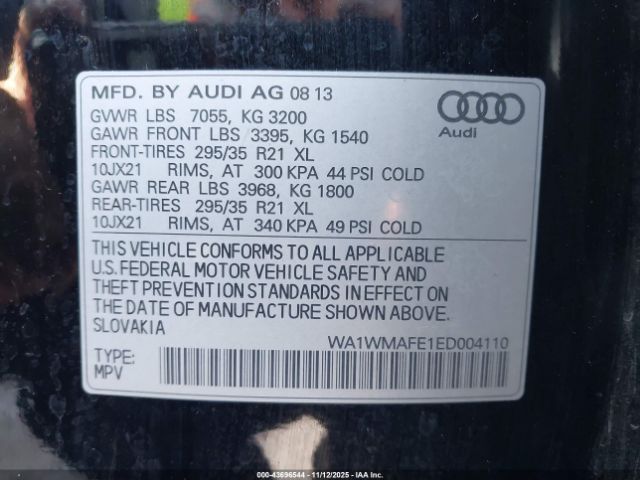 MFD. BY AUDI AG 08 13
GVWR LBS 7055, KG 3200
GAWR FRONT LBS 3395, KG 1540
FRONT-TIRES 295/35 R21 XL
10JX21 RIMS, AT 300 KPA 44 PSI COLD
GAWR REAR LBS 3968, KG 1800
REAR-TIRES 295/35 R21 XL
10JX21 RIMS, AT 340 KPA 49 PSI COLD
Audi
THIS VEHICLE CONFORMS TO ALL APPLICABLE
U.S. FEDERAL MOTOR VEHICLE SAFETY AND
THEFT PREVENTION STANDARDS IN EFFECT ON
THE DATE OF MANUFACTURE SHOWN ABOVE.
SLOVAKIA
WA1WMAFE1ED004110
TYPE:
MPV
00-43696544 - 11/12/2025 - IAA Inc.